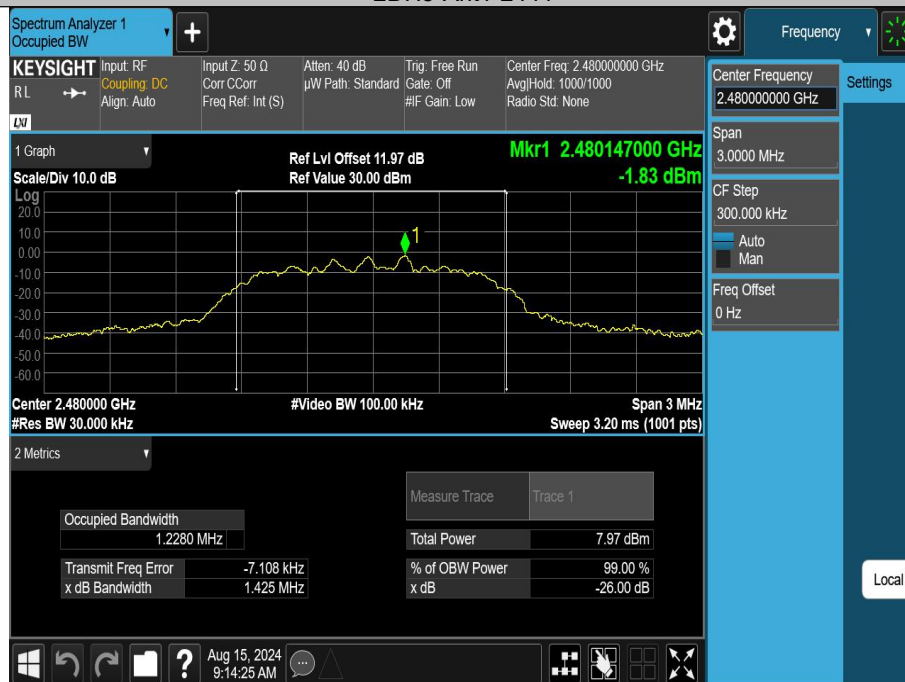 Spectrum Analyzer 1
Occupied BW
+
Frequency
KEYSIGHT
RL
LXI
Input: RF
Coupling: DC
Align: Auto
Input Z: 50 Ω
Corr CCorr
Freq Ref: Int (S)
Atten: 40 dB
µW Path: Standard
Trig: Free Run
Gate: Off
#IF Gain: Low
Center Freq: 2.480000000 GHz
Avg|Hold: 1000/1000
Radio Std: None
Center Frequency
2.480000000 GHz
Settings
Span
3.0000 MHz
CF Step
300.000 kHz
Auto
Man
Freq Offset
0 Hz
Local
1 Graph
Scale/Div 10.0 dB
Ref Lvl Offset 11.97 dB
Ref Value 30.00 dBm
Mkr1 2.480147000 GHz
-1.83 dBm
Log
20.0
10.0
0.00
-10.0
-20.0
-30.0
-40.0
-50.0
-60.0
1
Center 2.480000 GHz
#Res BW 30.000 kHz
#Video BW 100.00 kHz
Span 3 MHz
Sweep 3.20 ms (1001 pts)
2 Metrics
Measure Trace Trace 1
Occupied Bandwidth
1.2280 MHz
Total Power 7.97 dBm
Transmit Freq Error -7.108 kHz
% of OBW Power 99.00 %
x dB Bandwidth 1.425 MHz
x dB -26.00 dB
?
Aug 15, 2024
9:14:25 AM